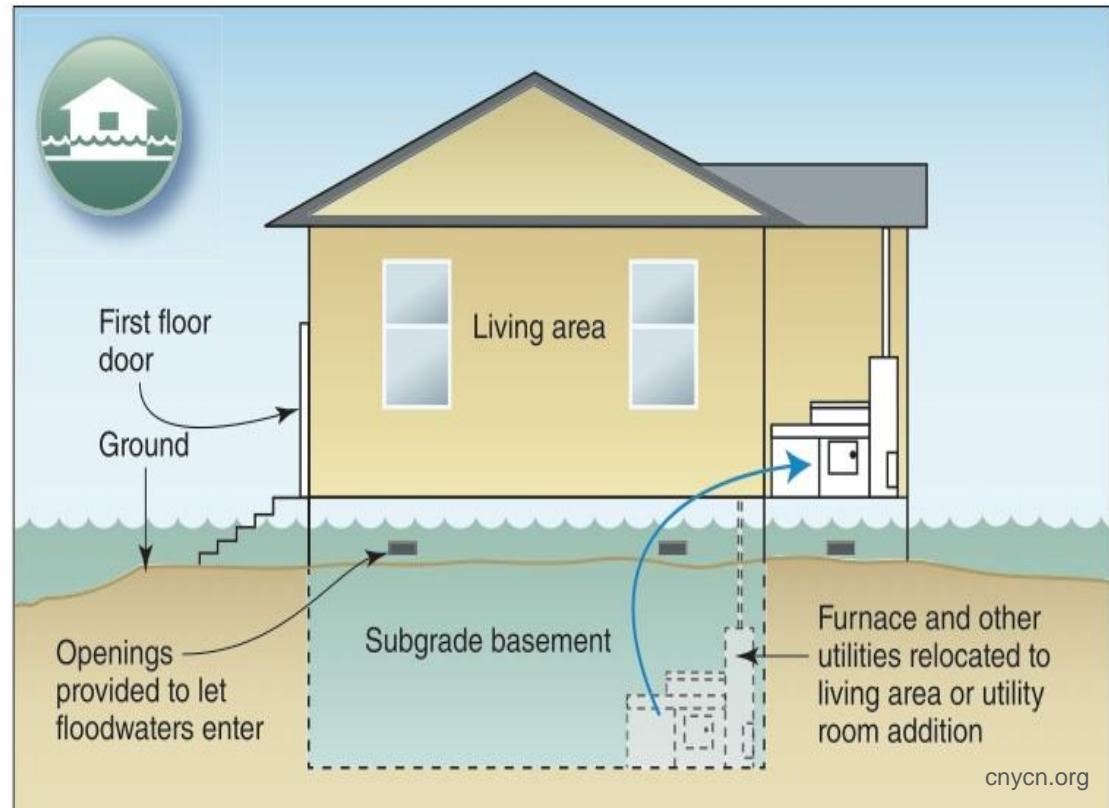 First floor
door
Ground
Living area
Openings
provided to let
floodwaters enter
Subgrade basement
Furnace and other
utilities relocated to
living area or utility
room addition
cnycn.org